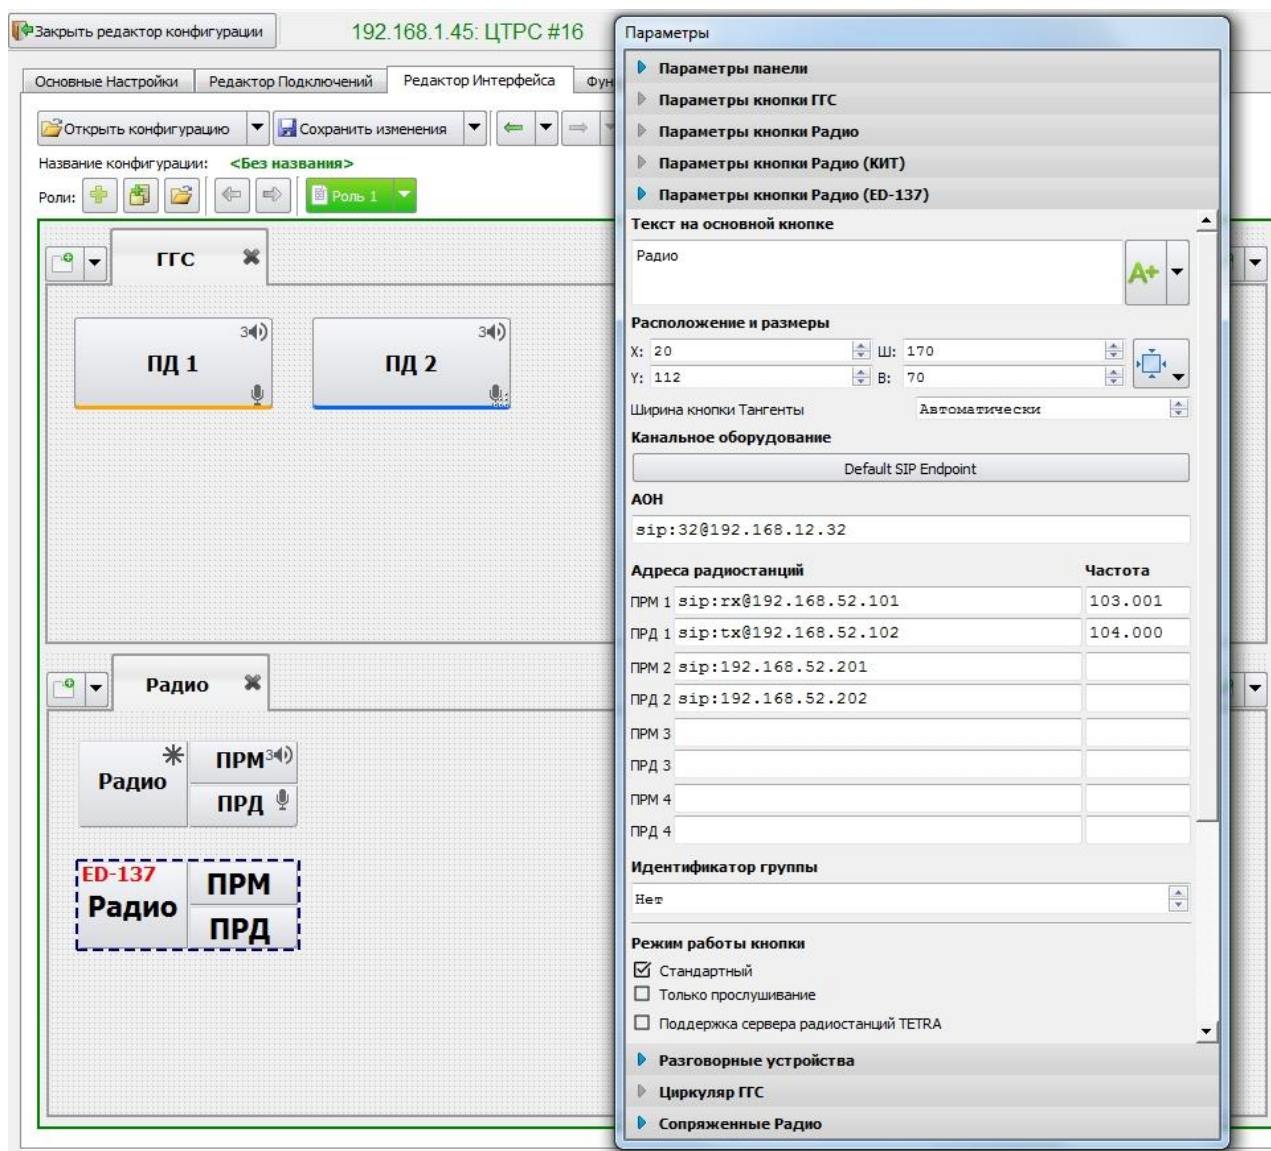 Закрыть редактор конфигурации
192.168.1.45: ЦТРС #16
Основные Настройки
Редактор Подключений
Редактор Интерфейса
Фун
Открыть конфигурацию
Сохранить изменения
Название конфигурации: <Без названия>
Роли:
Роль 1
ГГС
3
ПД 1
3
ПД 2
Радио
Радио
ПРМ
3
ПРД
ED-137
Радио
ПРМ
ПРД
Параметры
Параметры панели
Параметры кнопки ГГС
Параметры кнопки Радио
Параметры кнопки Радио (КИТ)
Параметры кнопки Радио (ED-137)
Текст на основной кнопке
Радио
A+
Расположение и размеры
X: 20 Ш: 170
Y: 112 В: 70
Ширина кнопки Тангенты Автоматически
Канальное оборудование
Default SIP Endpoint
АОН
sip:32@192.168.12.32
Адреса радиостанций Частота
ПРМ 1 sip:rx@192.168.52.101 103.001
ПРД 1 sip:tx@192.168.52.102 104.000
ПРМ 2 sip:192.168.52.201
ПРД 2 sip:192.168.52.202
ПРМ 3
ПРД 3
ПРМ 4
ПРД 4
Идентификатор группы
Нет
Режим работы кнопки
Стандартный
Только прослушивание
Поддержка сервера радиостанций TETRA
Разговорные устройства
Циркуляр ГГС
Сопряженные Радио